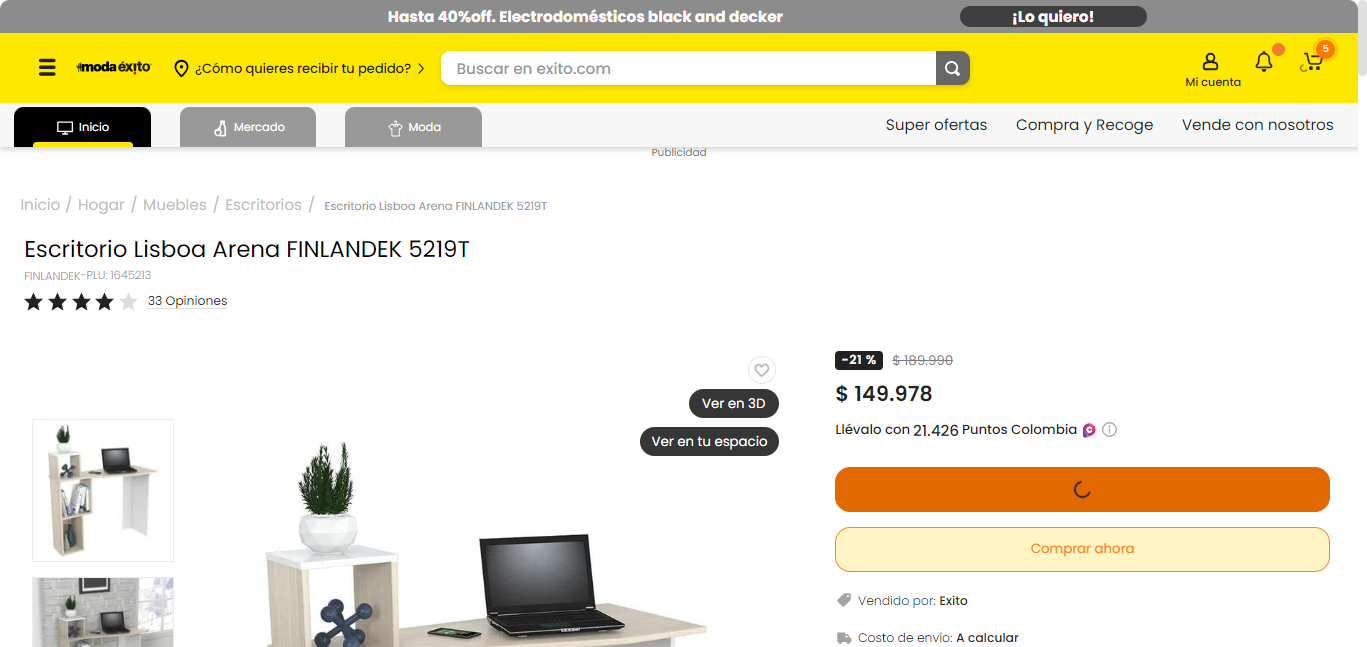 Hasta 40%off. Electrodomésticos black and decker
¡Lo quiero!
#moda éxito
¿Cómo quieres recibir tu pedido?
Buscar en exito.com
Mi cuenta
5
Inicio
Mercado
Moda
Super ofertas
Compra y Recoge
Vende con nosotros
Publicidad
Inicio / Hogar / Muebles / Escritorios / Escritorio Lisboa Arena FINLANDEK 5219T
Escritorio Lisboa Arena FINLANDEK 5219T
FINLANDEK-PLU: 1645213
33 Opiniones
Ver en 3D
Ver en tu espacio
-21 % $ 189.990
$ 149.978
Llévalo con 21.426 Puntos Colombia
Comprar ahora
Vendido por: Exito
Costo de envío: A calcular